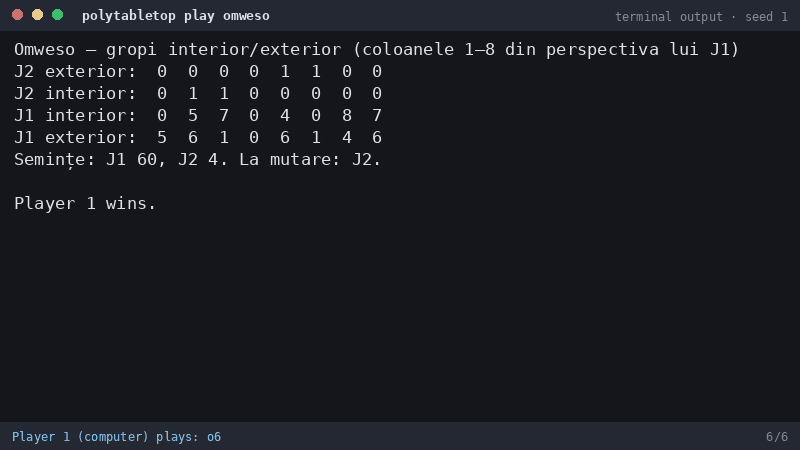 polytabletop play omweso
terminal output · seed 1
Omweso — gropi interior/exterior (coloanele 1–8 din perspectiva lui J1)
J2 exterior: 0 0 0 0 1 1 0 0
J2 interior: 0 1 1 0 0 0 0 0
J1 interior: 0 5 7 0 4 0 8 7
J1 exterior: 5 6 1 0 6 1 4 6
Semințe: J1 60, J2 4. La mutare: J2.
Player 1 wins.
Player 1 (computer) plays: o6
6/6